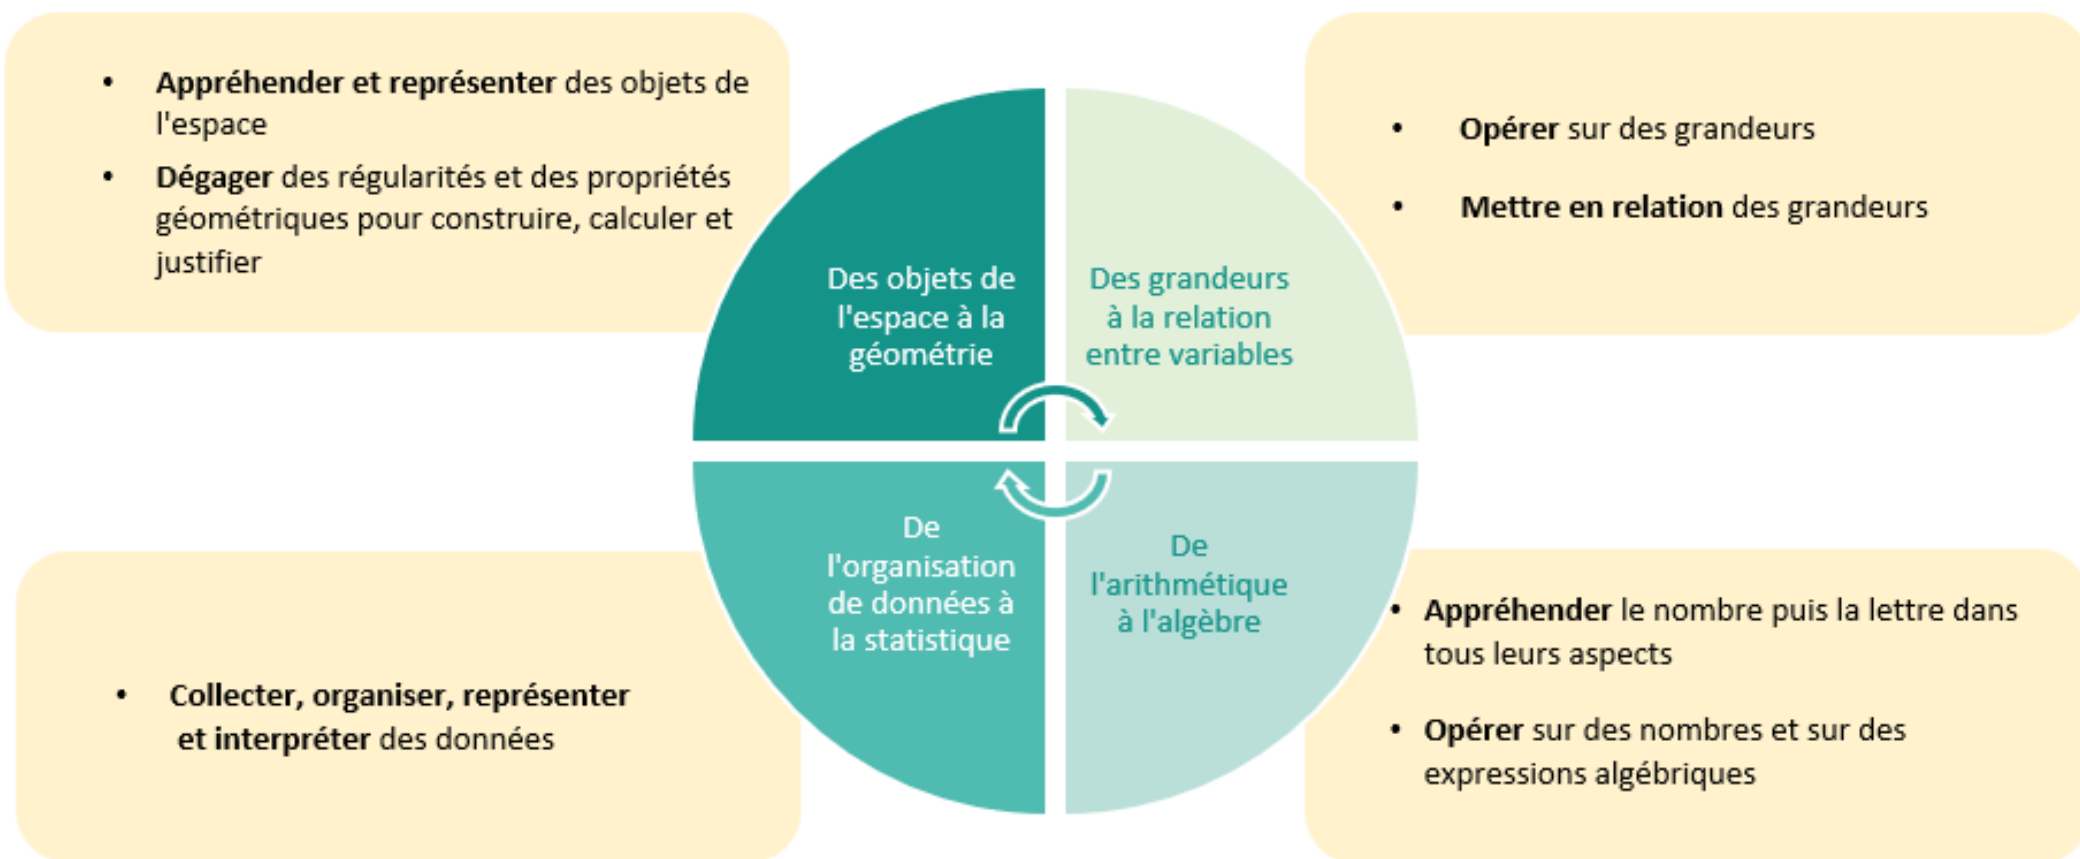 • Appréhender et représenter des objets de
l'espace
• Dégager des régularités et des propriétés
géométriques pour construire, calculer et
justifier
• Opérer sur des grandeurs
• Mettre en relation des grandeurs
Des objets de
l'espace à la
géométrie
Des grandeurs
à la relation
entre variables
De
l'organisation
de données à
la statistique
De
l'arithmétique
à l'algèbre
• Collecter, organiser, représenter
et interpréter des données
• Appréhender le nombre puis la lettre dans
tous leurs aspects
• Opérer sur des nombres et sur des
expressions algébriques